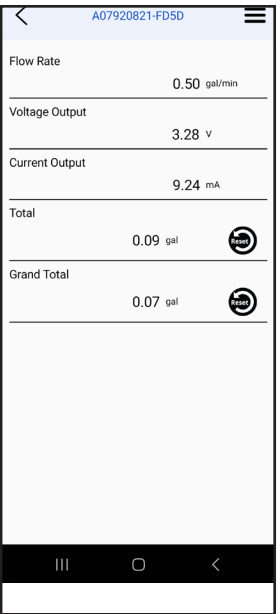 A07920821-FD5D
Flow Rate
0.50 gal/min
Voltage Output
3.28 V
Current Output
9.24 mA
Total
0.09 gal
Reset
Grand Total
0.07 gal
Reset